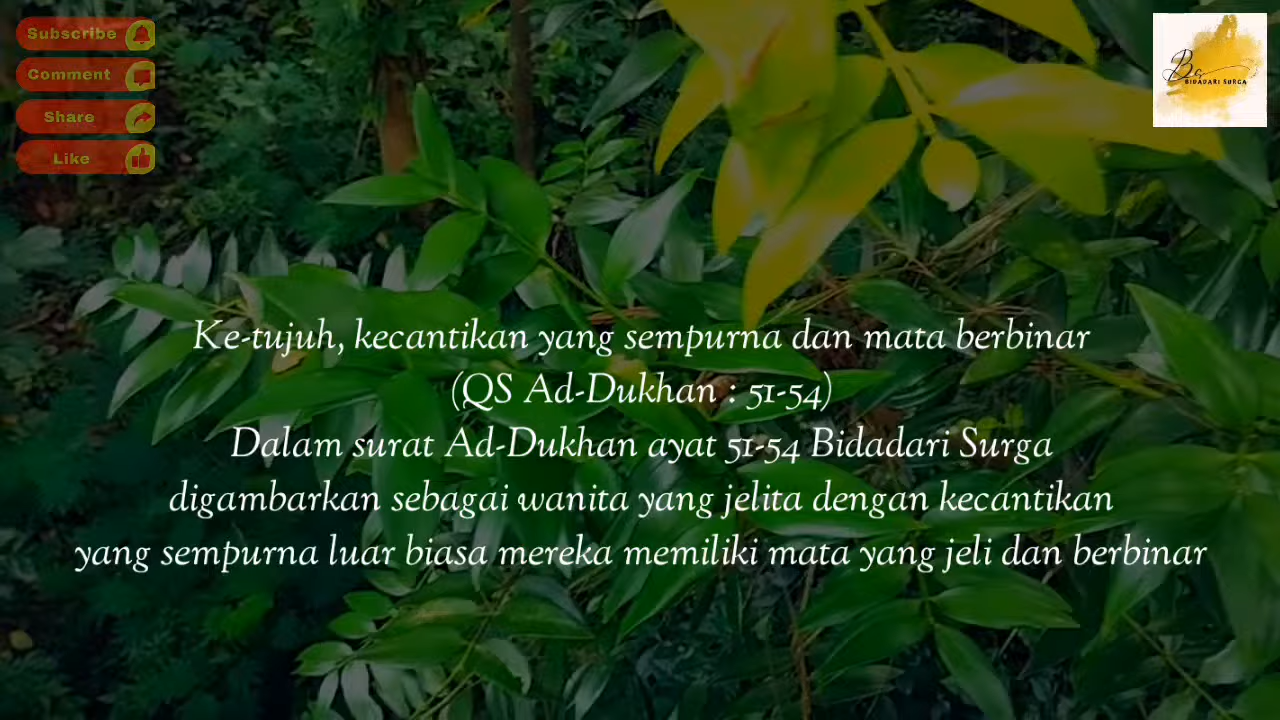 Subscribe
Comment
Share
Like
Bs
BIDADARI SURGA
Ke-tujuh, kecantikan yang sempurna dan mata berbinar
(QS Ad-Dukhan : 51-54)
Dalam surat Ad-Dukhan ayat 51-54 Bidadari Surga
digambarkan sebagai wanita yang jelita dengan kecantikan
yang sempurna luar biasa mereka memiliki mata yang jeli dan berbinar